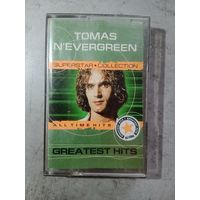 TOMAS
N'EVERGREEN
SUPERSTAR COLLECTION
ALL TIME HITS
GREATEST HITS